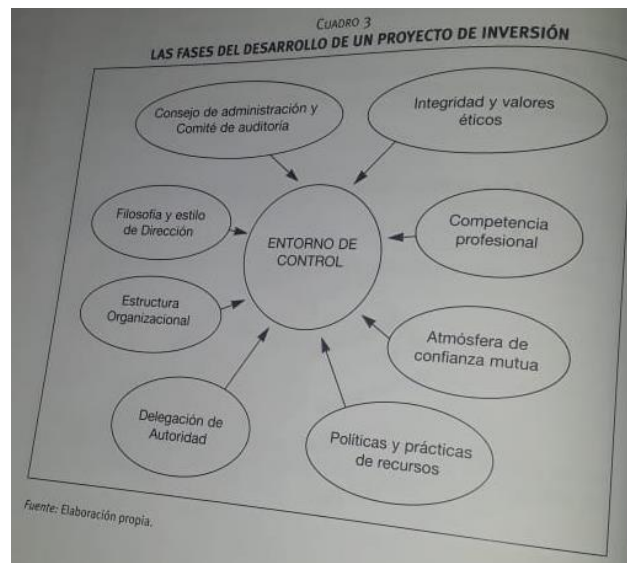 CUADRO 3
LAS FASES DEL DESARROLLO DE UN PROYECTO DE INVERSIÓN
Consejo de administración y
Comité de auditoría
Integridad y valores
éticos
Filosofía y estilo
de Dirección
ENTORNO DE
CONTROL
Competencia
profesional
Estructura
Organizacional
Atmósfera de
confianza mutua
Delegación de
Autoridad
Políticas y prácticas
de recursos
Fuente: Elaboración propia.